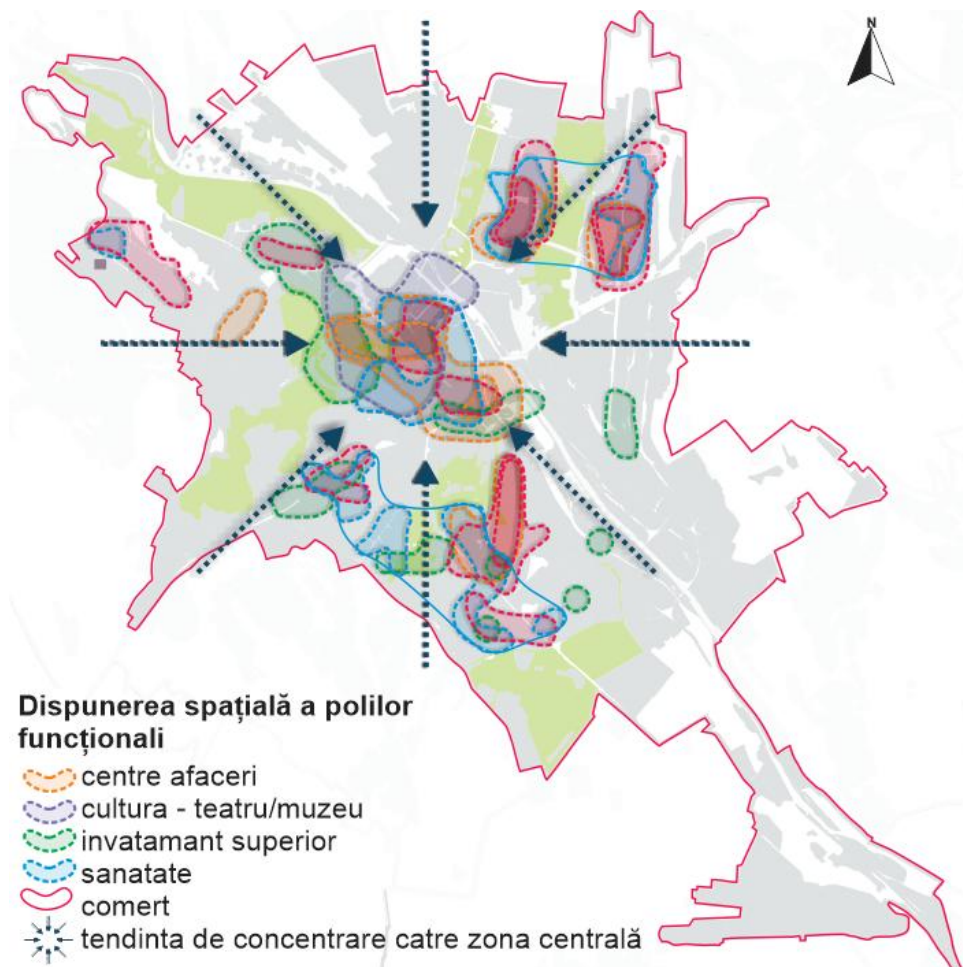 N
Dispunerea spațială a polilor
funcționali
centre afaceri
cultura - teatru/muzeu
invatamant superior
sanatate
comert
tendinta de concentrare catre zona centrală